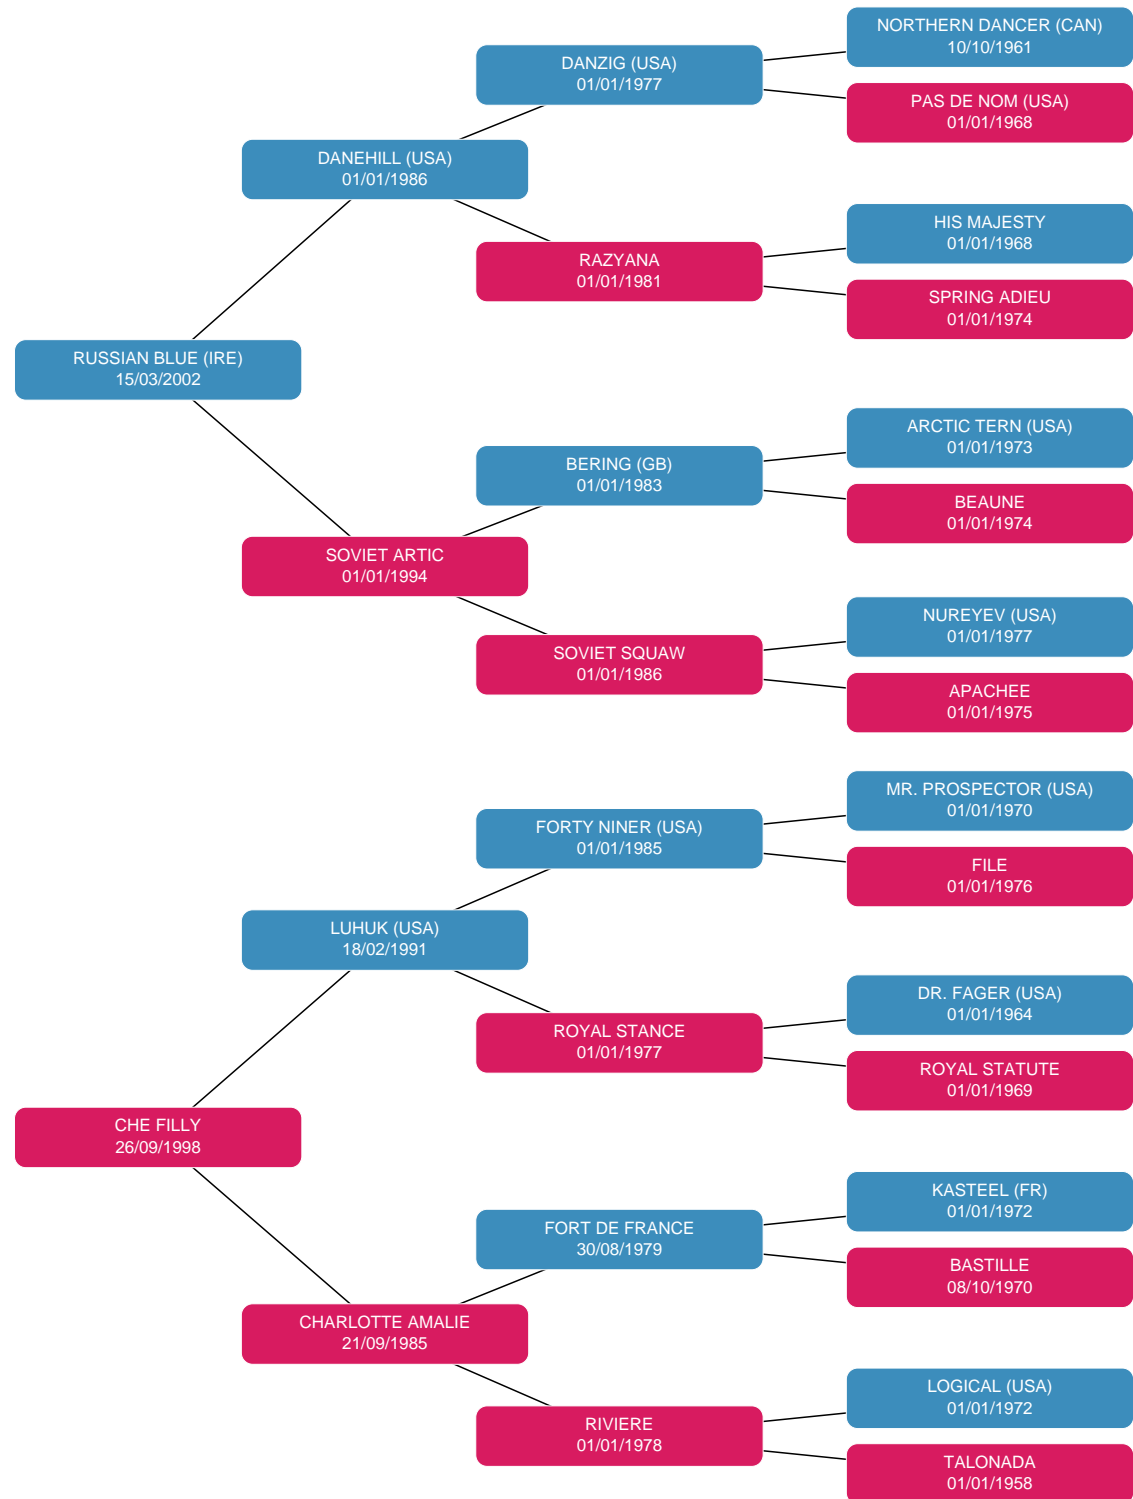 NORTHERN DANCER (CAN)
10/10/1961
DANZIG (USA)
01/01/1977
PAS DE NOM (USA)
01/01/1968
DANEHILL (USA)
01/01/1986
HIS MAJESTY
01/01/1968
RAZYANA
01/01/1981
SPRING ADIEU
01/01/1974
RUSSIAN BLUE (IRE)
15/03/2002
ARCTIC TERN (USA)
01/01/1973
BERING (GB)
01/01/1983
BEAUNE
01/01/1974
SOVIET ARTIC
01/01/1994
NUREYEV (USA)
01/01/1977
SOVIET SQUAW
01/01/1986
APACHEE
01/01/1975
MR. PROSPECTOR (USA)
01/01/1970
FORTY NINER (USA)
01/01/1985
FILE
01/01/1976
LUHUK (USA)
18/02/1991
DR. FAGER (USA)
01/01/1964
ROYAL STANCE
01/01/1977
ROYAL STATUTE
01/01/1969
CHE FILLY
26/09/1998
KASTEEL (FR)
01/01/1972
FORT DE FRANCE
30/08/1979
BASTILLE
08/10/1970
CHARLOTTE AMALIE
21/09/1985
LOGICAL (USA)
01/01/1972
RIVIERE
01/01/1978
TALONADA
01/01/1958